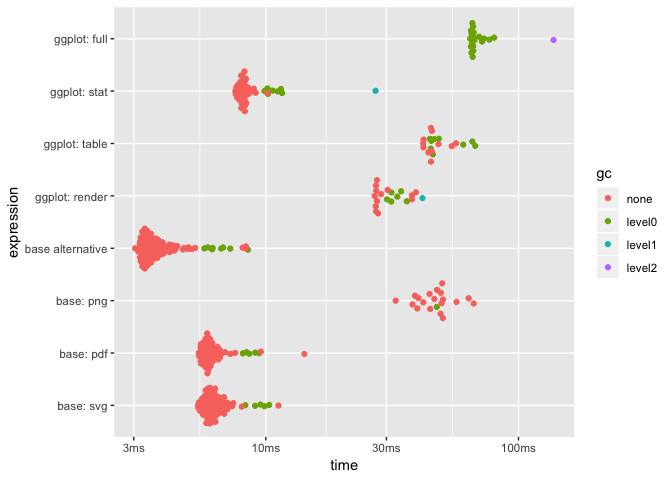 ggplot: full
ggplot: stat
ggplot: table
ggplot: render
base alternative
base: png
base: pdf
base: svg
expression
3ms
10ms
30ms
100ms
time
gc
none
level0
level1
level2